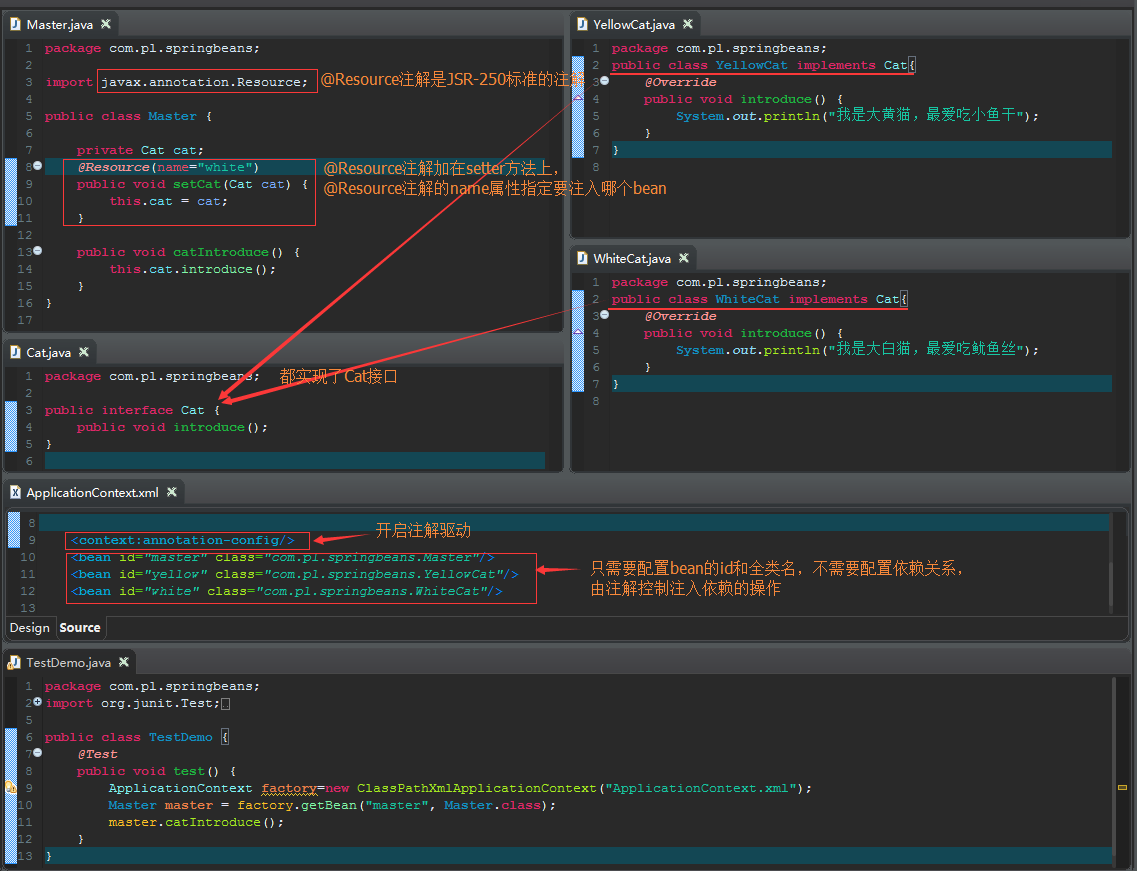 Master.java
1 package com.pl.springbeans;
2
3 import javax.annotation.Resource; @Resource注解是JSR-250标准的注解
4
5 public class Master {
6
7 private Cat cat;
8 @Resource(name="white") @Resource注解加在setter方法上，
9 public void setCat(Cat cat) { @Resource注解的name属性指定要注入哪个bean
10 this.cat = cat;
11 }
12
13 public void catIntroduce() {
14 this.cat.introduce();
15 }
16 }
17
YellowCat.java
1 package com.pl.springbeans;
2 public class YellowCat implements Cat{
3 @Override
4 public void introduce() {
5 System.out.println("我是大黄猫，最爱吃小鱼干");
6 }
7 }
8
WhiteCat.java
1 package com.pl.springbeans;
2 public class WhiteCat implements Cat{
3 @Override
4 public void introduce() {
5 System.out.println("我是大白猫，最爱吃鱿鱼丝");
6 }
7 }
8
Cat.java
1 package com.pl.springbeans; 都实现了Cat接口
2
3 public interface Cat {
4 public void introduce();
5 }
6
ApplicationContext.xml
8
9 <context:annotation-config/> 开启注解驱动
10 <bean id="master" class="com.pl.springbeans.Master"/>
11 <bean id="yellow" class="com.pl.springbeans.YellowCat"/> 只需要配置bean的id和全类名，不需要配置依赖关系，
12 <bean id="white" class="com.pl.springbeans.WhiteCat"/> 由注解控制注入依赖的操作
13
Design Source
TestDemo.java
1 package com.pl.springbeans;
2 import org.junit.Test;
5
6 public class TestDemo {
7 @Test
8 public void test() {
9 ApplicationContext factory=new ClassPathXmlApplicationContext("ApplicationContext.xml");
10 Master master = factory.getBean("master", Master.class);
11 master.catIntroduce();
12 }
13 }